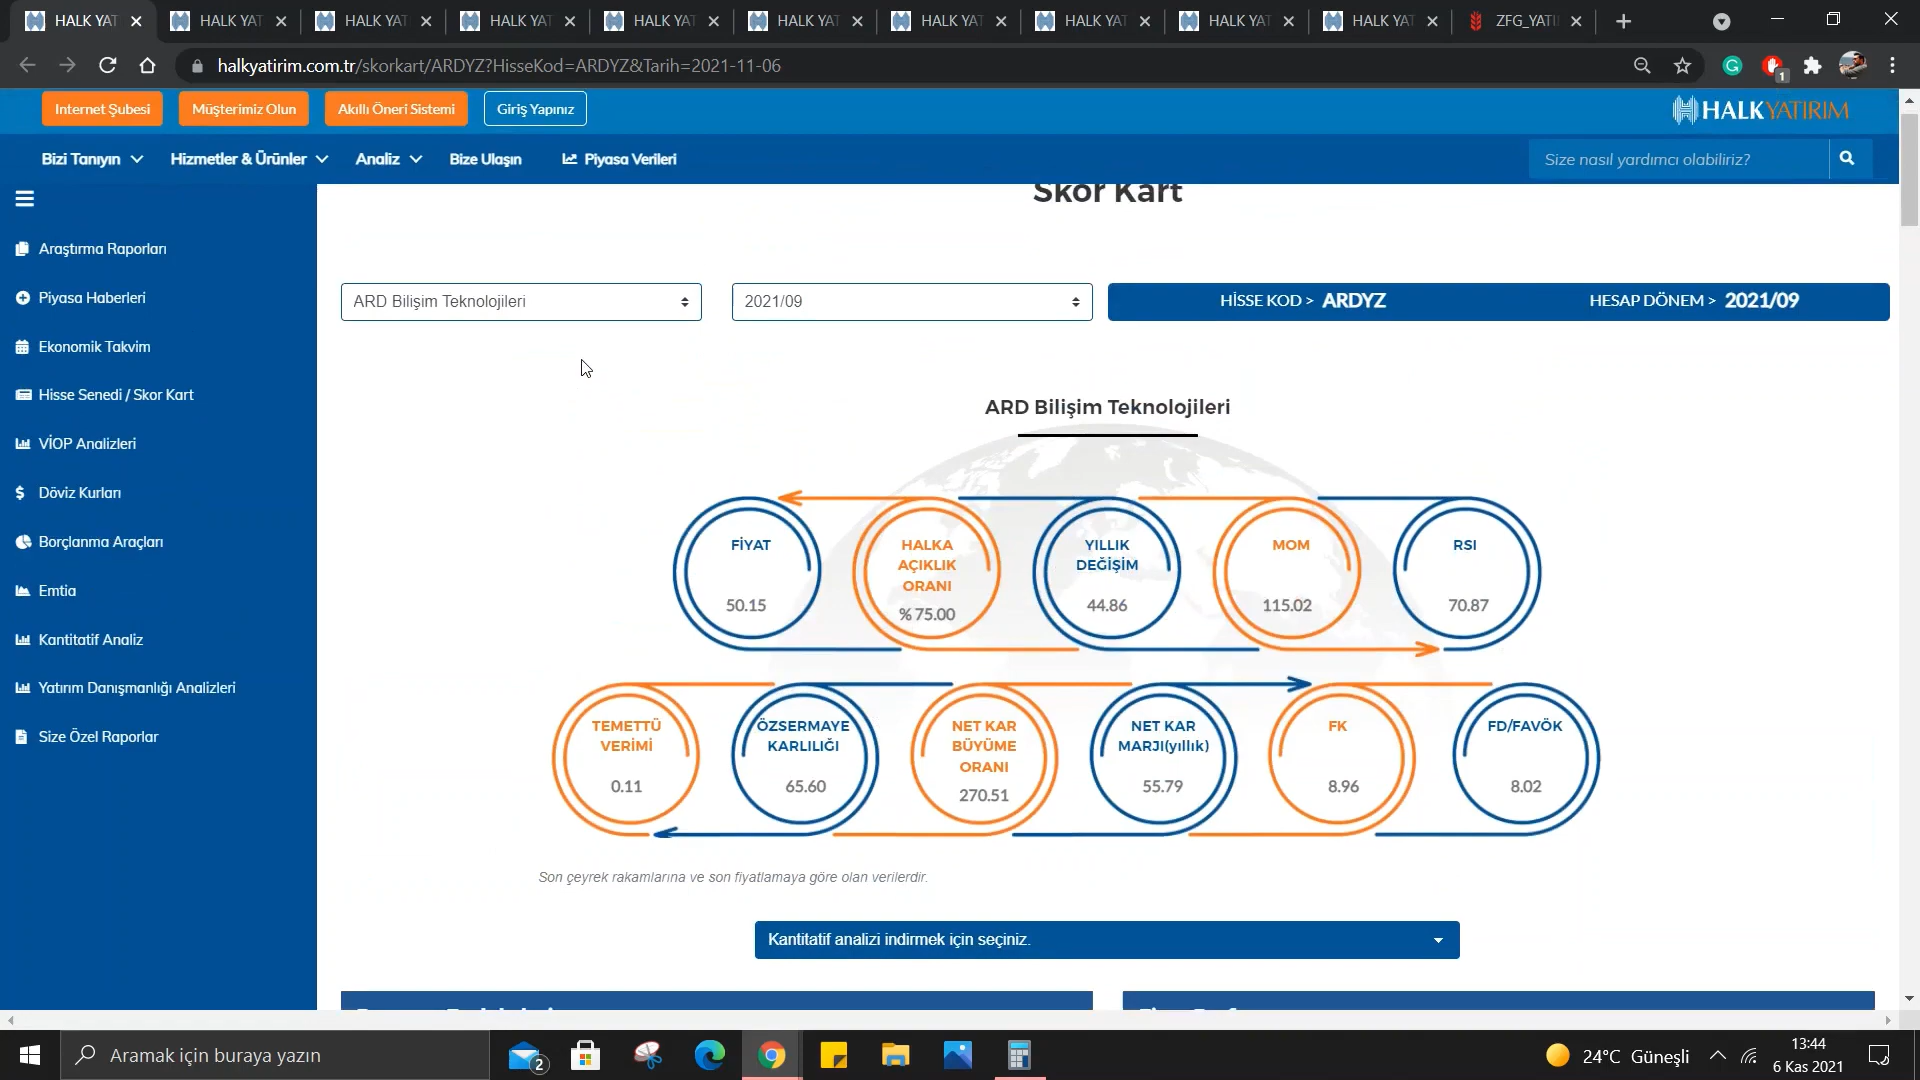 HALK YAT
HALK YAT
HALK YAT
HALK YAT
HALK YAT
HALK YAT
HALK YAT
HALK YAT
HALK YAT
HALK YAT
ZFG_YATI
halkyatirim.com.tr/skorkart/ARDYZ?HisseKod=ARDYZ&Tarih=2021-11-06
1
Internet Şubesi
Müşterimiz Olun
Akıllı Öneri Sistemi
Giriş Yapınız
HALKYATIRIM
Bizi Tanıyın
Hizmetler & Ürünler
Analiz
Bize Ulaşın
Piyasa Verileri
Size nasıl yardımcı olabiliriz?
Araştırma Raporları
Piyasa Haberleri
Ekonomik Takvim
Hisse Senedi / Skor Kart
VİOP Analizleri
Döviz Kurları
Borçlanma Araçları
Emtia
Kantitatif Analiz
Yatırım Danışmanlığı Analizleri
Size Özel Raporlar
Skor Kart
ARD Bilişim Teknolojileri
2021/09
HİSSE KOD > ARDYZ
HESAP DÖNEM > 2021/09
ARD Bilişim Teknolojileri
FİYAT
50.15
HALKA
AÇIKLIK
ORANI
% 75.00
YILLIK
DEĞİŞİM
44.86
MOM
115.02
RSI
70.87
TEMETTÜ
VERİMİ
0.11
ÖZSERMAYE
KARLILIĞI
65.60
NET KAR
BÜYÜME
ORANI
270.51
NET KAR
MARJI(yıllık)
55.79
FK
8.96
FD/FAVÖK
8.02
Son çeyrek rakamlarına ve son fiyatlamaya göre olan verilerdir.
Kantitatif analizi indirmek için seçiniz.
Aramak için buraya yazın
2
24°C Güneşli
13:44
6 Kas 2021